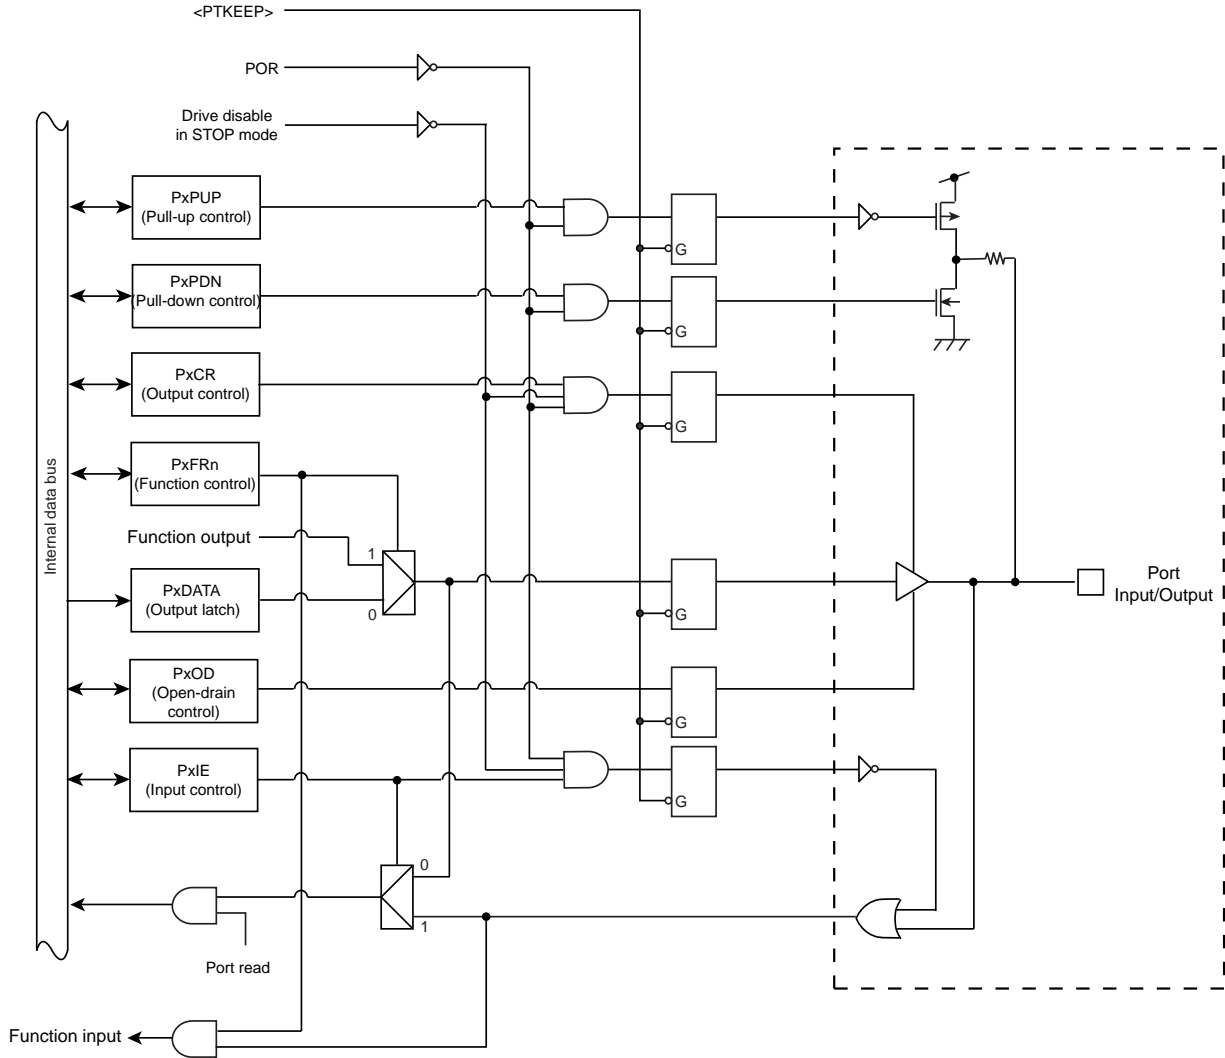 <PTKEEP>
POR
Drive disable
in STOP mode
PxPUP
(Pull-up control)
G
PxPDN
(Pull-down control)
G
PxCR
(Output control)
G
PxFRn
(Function control)
Internal data bus
Function output
1
PxDATA
(Output latch)
0
G
Port
Input/Output
PxOD
(Open-drain
control)
G
PxIE
(Input control)
G
0
1
Port read
Function input